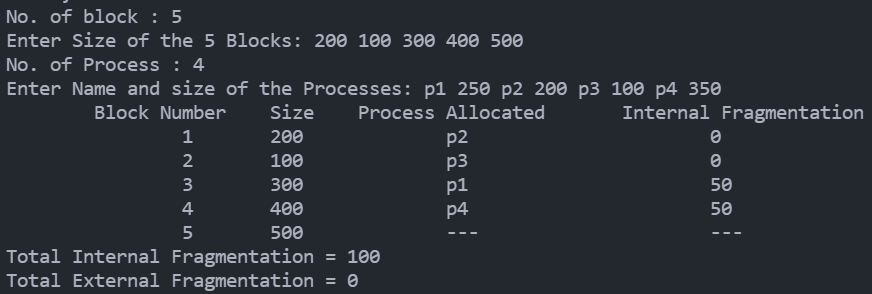 No. of block : 5
Enter Size of the 5 Blocks: 200 100 300 400 500
No. of Process : 4
Enter Name and size of the Processes: p1 250 p2 200 p3 100 p4 350
Block Number Size Process Allocated Internal Fragmentation
1 200 p2 0
2 100 p3 0
3 300 p1 50
4 400 p4 50
5 500 --- ---
Total Internal Fragmentation = 100
Total External Fragmentation = 0